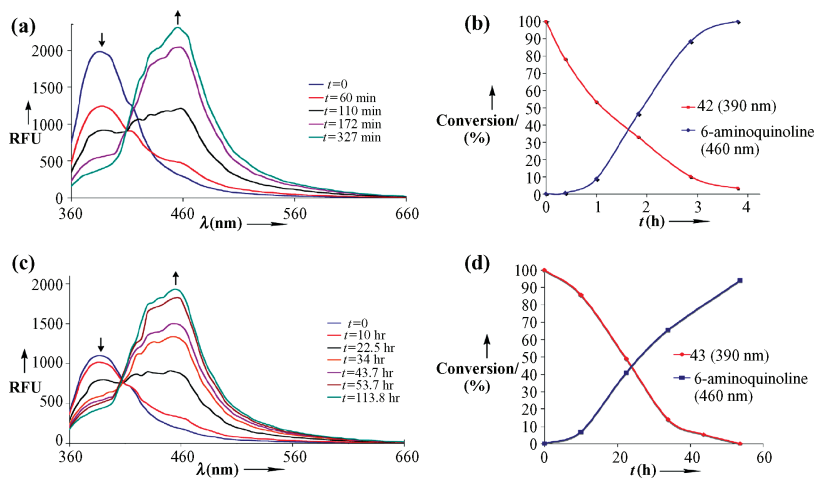 (a)
2000
1500
1000
500
0
RFU
360
460
560
660
λ(nm)
t=0
t=60 min
t=110 min
t=172 min
t=327 min
(b)
100
90
80
70
60
50
40
30
20
10
0
Conversion/
(%)
0
1
2
3
4
t(h)
42 (390 nm)
6-aminoquinoline
(460 nm)
(c)
2000
1500
1000
500
0
RFU
360
460
560
660
λ(nm)
t=0
t=10 hr
t=22.5 hr
t=34 hr
t=43.7 hr
t=53.7 hr
t=113.8 hr
(d)
100
90
80
70
60
50
40
30
20
10
0
Conversion/
(%)
0
20
40
60
t(h)
43 (390 nm)
6-aminoquinoline
(460 nm)